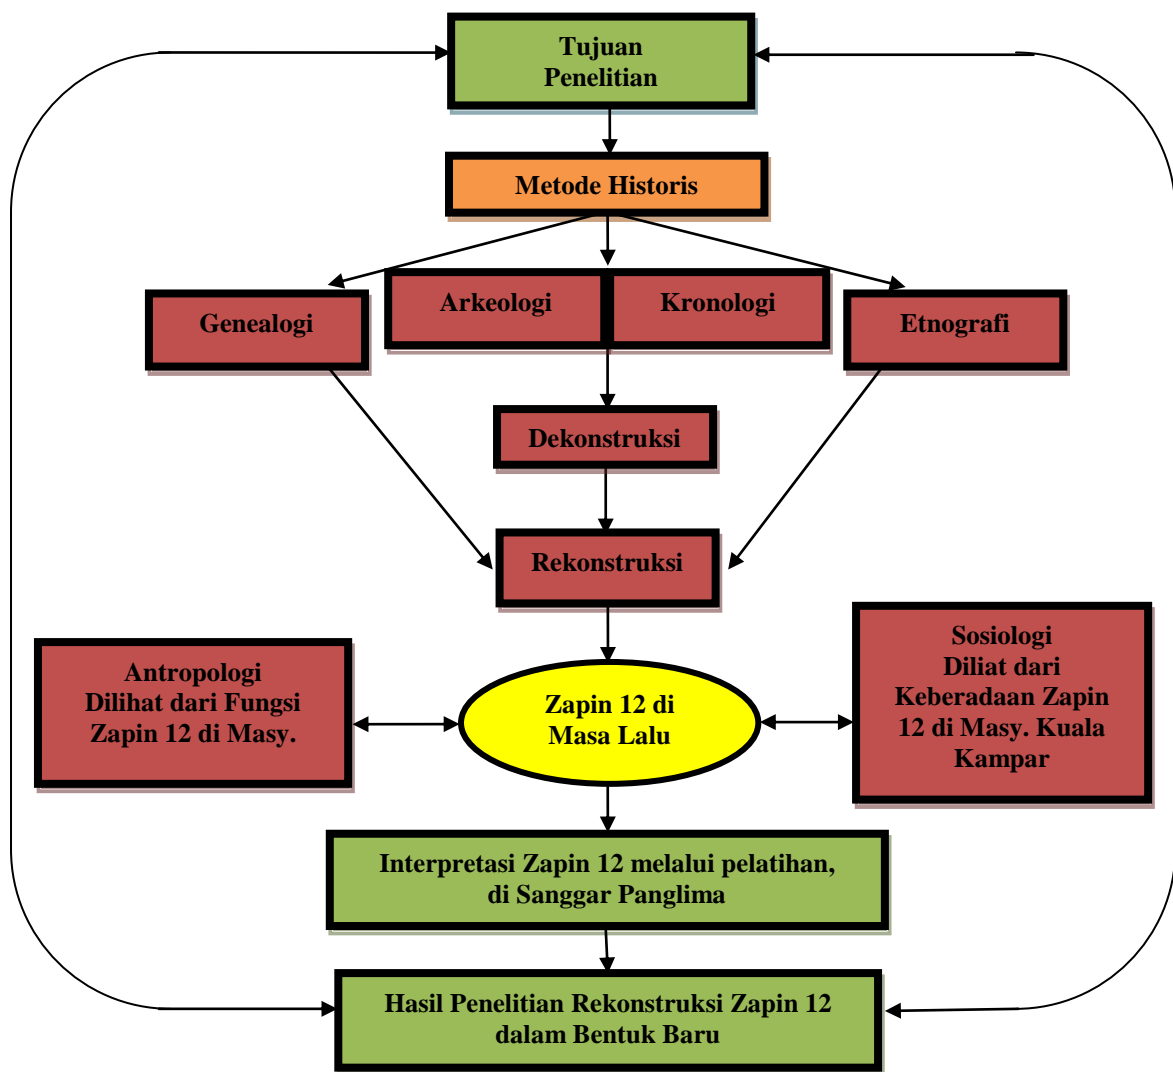 Tujuan
Penelitian
Metode Historis
Genealogi
Arkeologi
Kronologi
Etnografi
Dekonstruksi
Rekonstruksi
Antropologi
Dilihat dari Fungsi
Zapin 12 di Masy.
Zapin 12 di
Masa Lalu
Sosiologi
Diliat dari
Keberadaan Zapin
12 di Masy. Kuala
Kampar
Interpretasi Zapin 12 melalui pelatihan,
di Sanggar Panglima
Hasil Penelitian Rekonstruksi Zapin 12
dalam Bentuk Baru